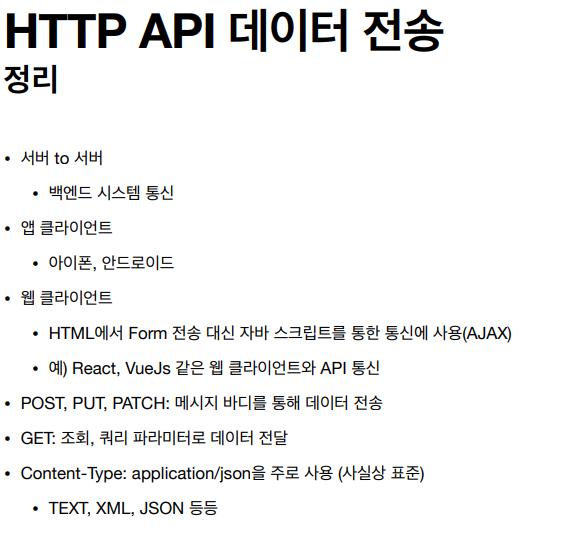 HTTP API 데이터 전송
정리
• 서버 to 서버
• 백엔드 시스템 통신
• 앱 클라이언트
• 아이폰, 안드로이드
• 웹 클라이언트
• HTML에서 Form 전송 대신 자바 스크립트를 통한 통신에 사용(AJAX)
• 예) React, VueJs 같은 웹 클라이언트와 API 통신
• POST, PUT, PATCH: 메시지 바디를 통해 데이터 전송
• GET: 조회, 쿼리 파라미터로 데이터 전달
• Content-Type: application/json을 주로 사용 (사실상 표준)
• TEXT, XML, JSON 등등